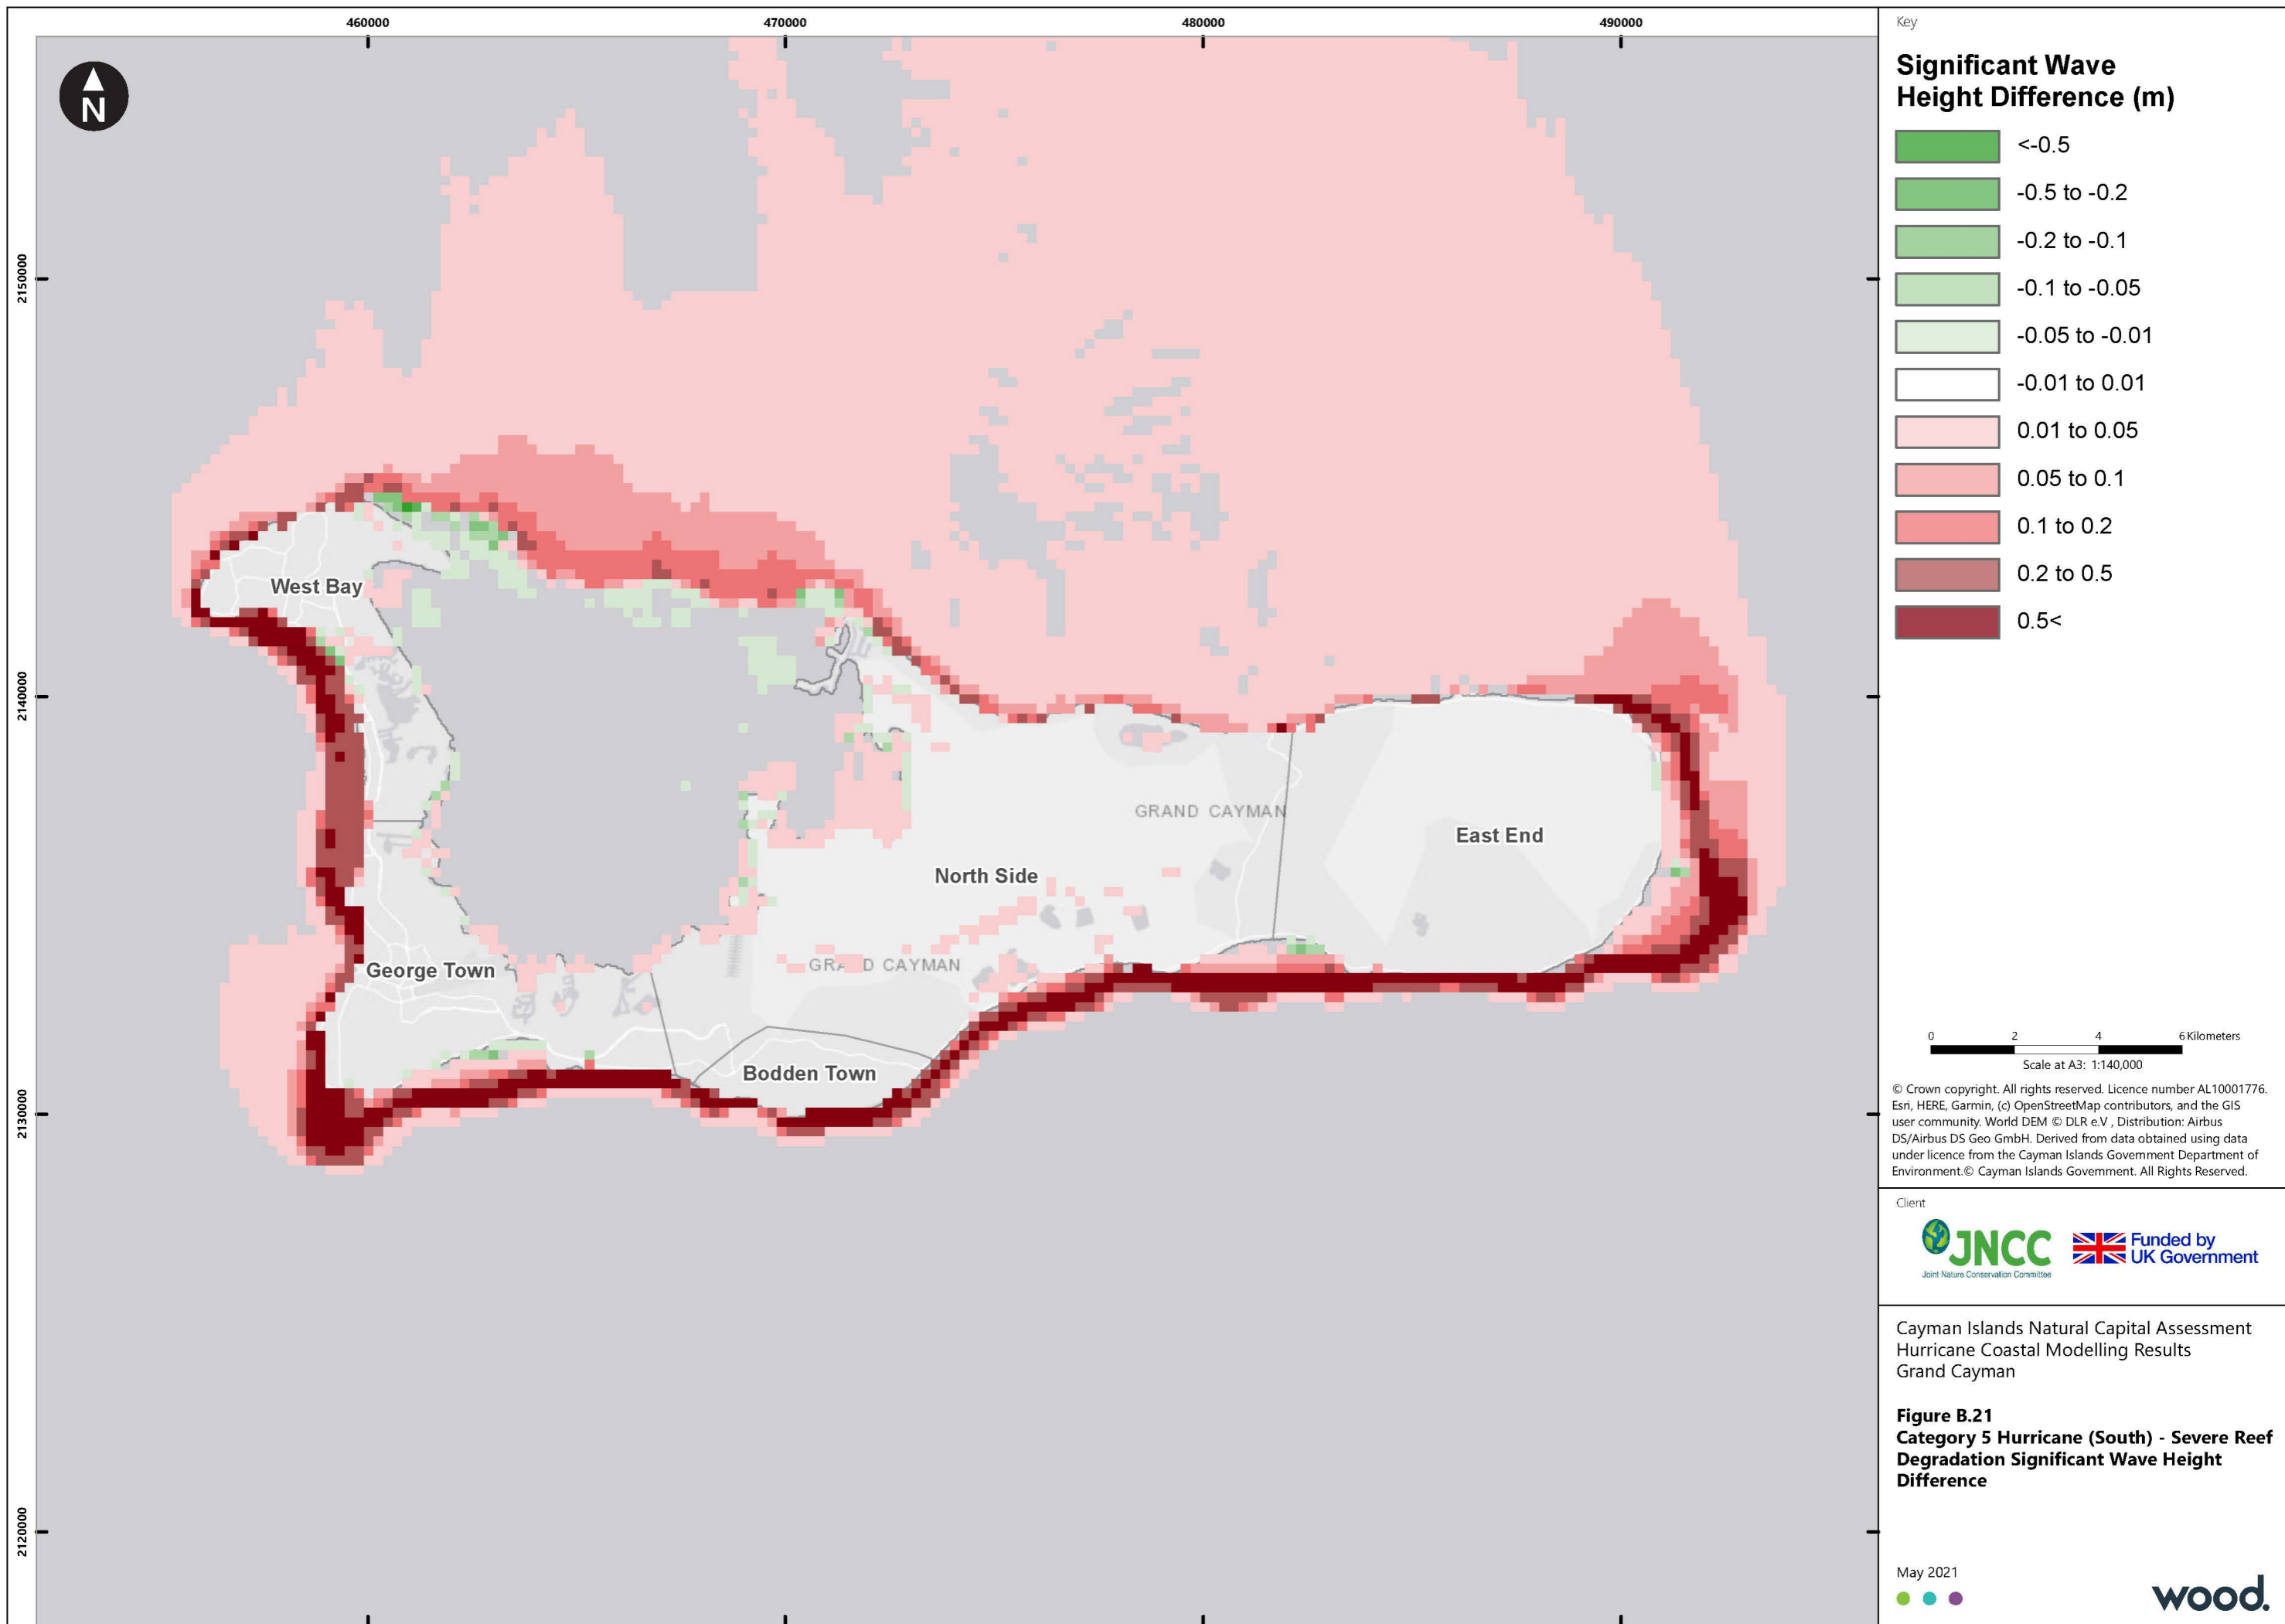 460000
470000
480000
490000
2150000
2140000
2130000
2120000
N
West Bay
GRAND CAYMAN
East End
North Side
GRAND CAYMAN
George Town
Bodden Town
Key
Significant Wave
Height Difference (m)
<-0.5
-0.5 to -0.2
-0.2 to -0.1
-0.1 to -0.05
-0.05 to -0.01
-0.01 to 0.01
0.01 to 0.05
0.05 to 0.1
0.1 to 0.2
0.2 to 0.5
0.5<
0 2 4 6 Kilometers
Scale at A3: 1:140,000
© Crown copyright. All rights reserved. Licence number AL10001776.
Esri, HERE, Garmin, (c) OpenStreetMap contributors, and the GIS
user community. World DEM © DLR e.V , Distribution: Airbus
DS/Airbus DS Geo GmbH. Derived from data obtained using data
under licence from the Cayman Islands Government Department of
Environment.© Cayman Islands Government. All Rights Reserved.
Client
JNCC
Joint Nature Conservation Committee
Funded by
UK Government
Cayman Islands Natural Capital Assessment
Hurricane Coastal Modelling Results
Grand Cayman
Figure B.21
Category 5 Hurricane (South) - Severe Reef
Degradation Significant Wave Height
Difference
May 2021
wood.